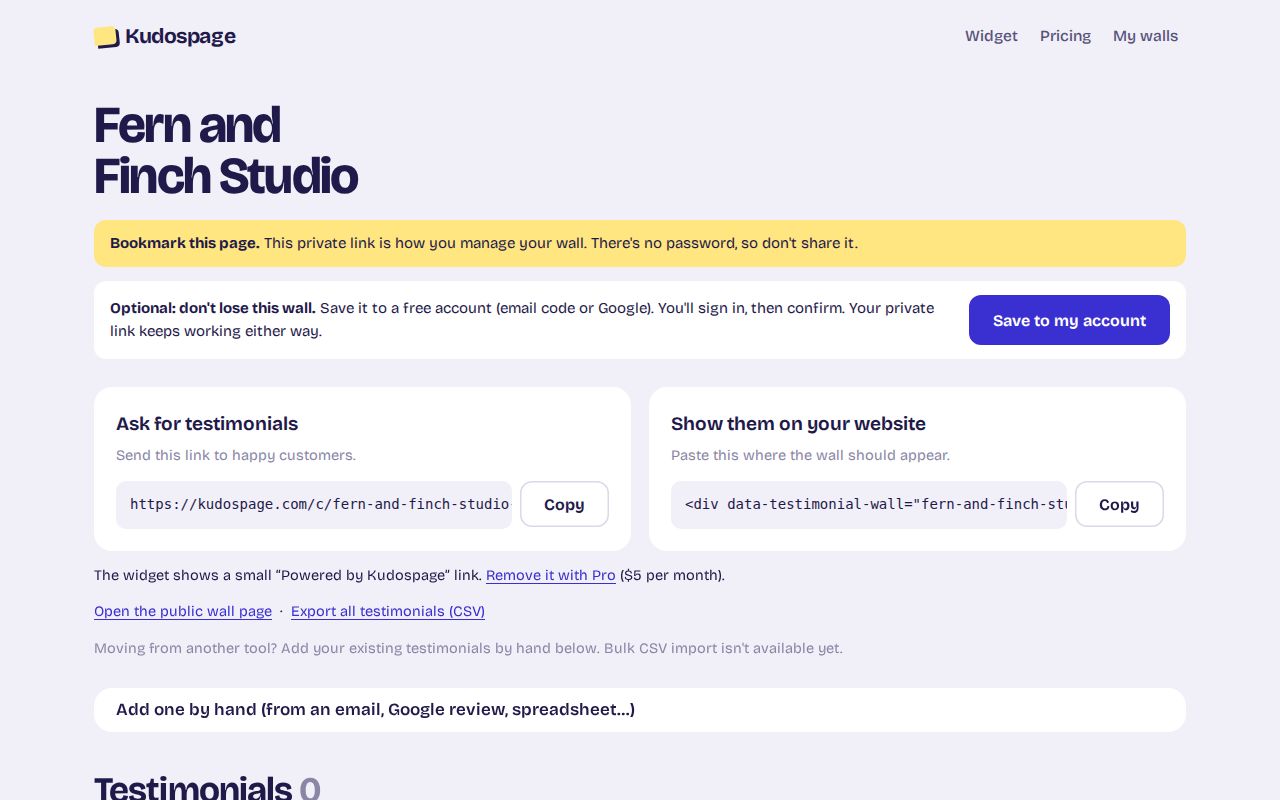 Kudospage
Widget Pricing My walls
Fern and
Finch Studio
Bookmark this page. This private link is how you manage your wall. There's no password, so don't share it.
Optional: don't lose this wall. Save it to a free account (email code or Google). You'll sign in, then confirm. Your private
link keeps working either way.
Save to my account
Ask for testimonials
Send this link to happy customers.
https://kudospage.com/c/fern-and-finch-studio-
Copy
Show them on your website
Paste this where the wall should appear.
<div data-testimonial-wall="fern-and-finch-stu
Copy
The widget shows a small “Powered by Kudospage” link. Remove it with Pro ($5 per month).
Open the public wall page · Export all testimonials (CSV)
Moving from another tool? Add your existing testimonials by hand below. Bulk CSV import isn't available yet.
Add one by hand (from an email, Google review, spreadsheet…)
Testimonials 0